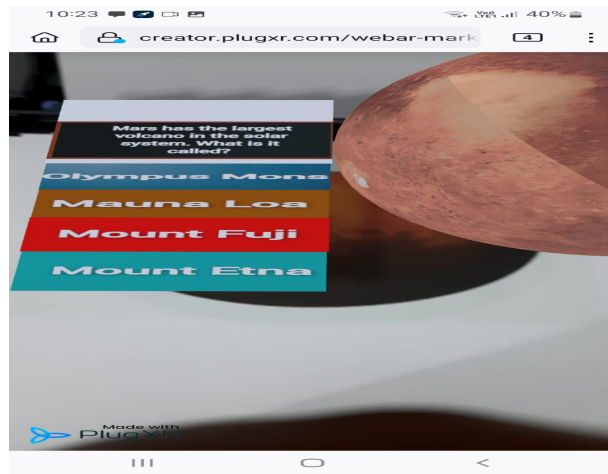 10:23
40%
creator.plugxr.com/webar-mark
4
Mars has the largest
volcano in the solar
system. What is it
called?
Olympus Mons
Mauna Loa
Mount Fuji
Mount Etna
Made with
PlugXR